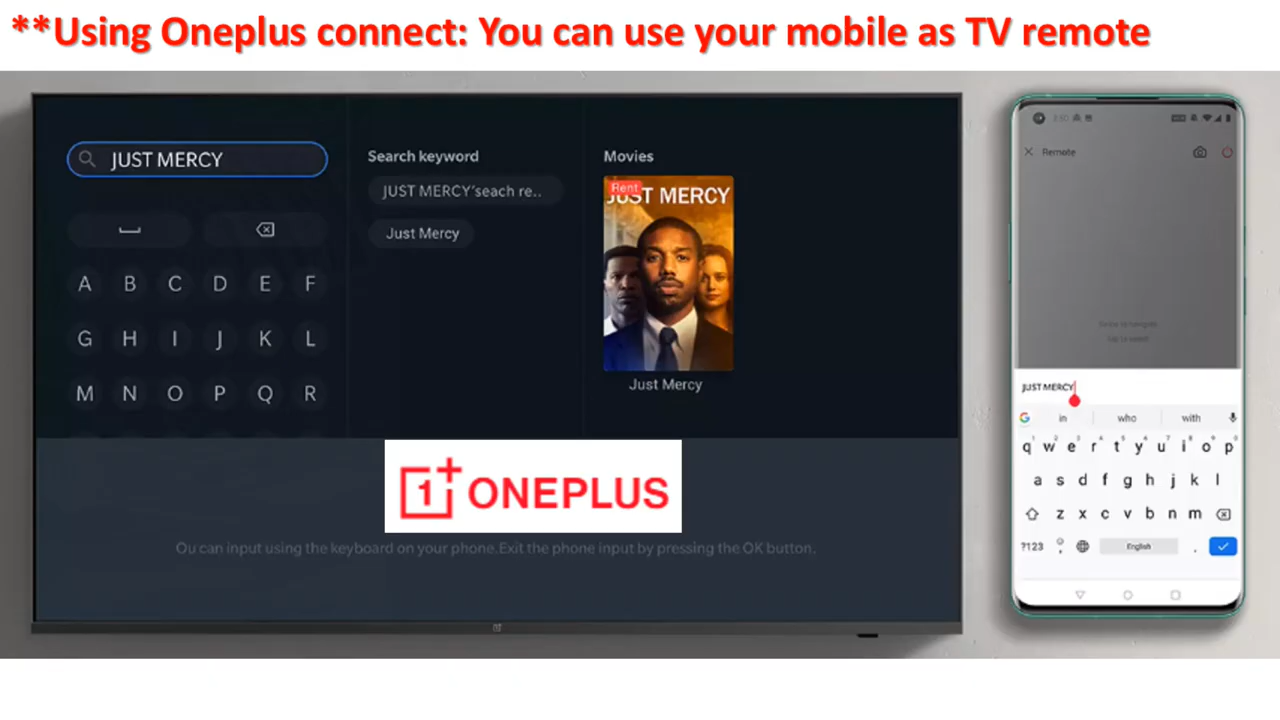 **Using Oneplus connect: You can use your mobile as TV remote
JUST MERCY
A B C D E F
G H I J K L
M N O P Q R
Search keyword
JUST MERCY'seach re..
Just Mercy
Movies
Rent
JUST MERCY
Just Mercy
1+ ONEPLUS
Ou can input using the keyboard on your phone.Exit the phone input by pressing the OK button.
Remote
JUST MERCY
in who with
q w e r t y u i o p
a s d f g h j k l
z x c v b n m
?123 , English .